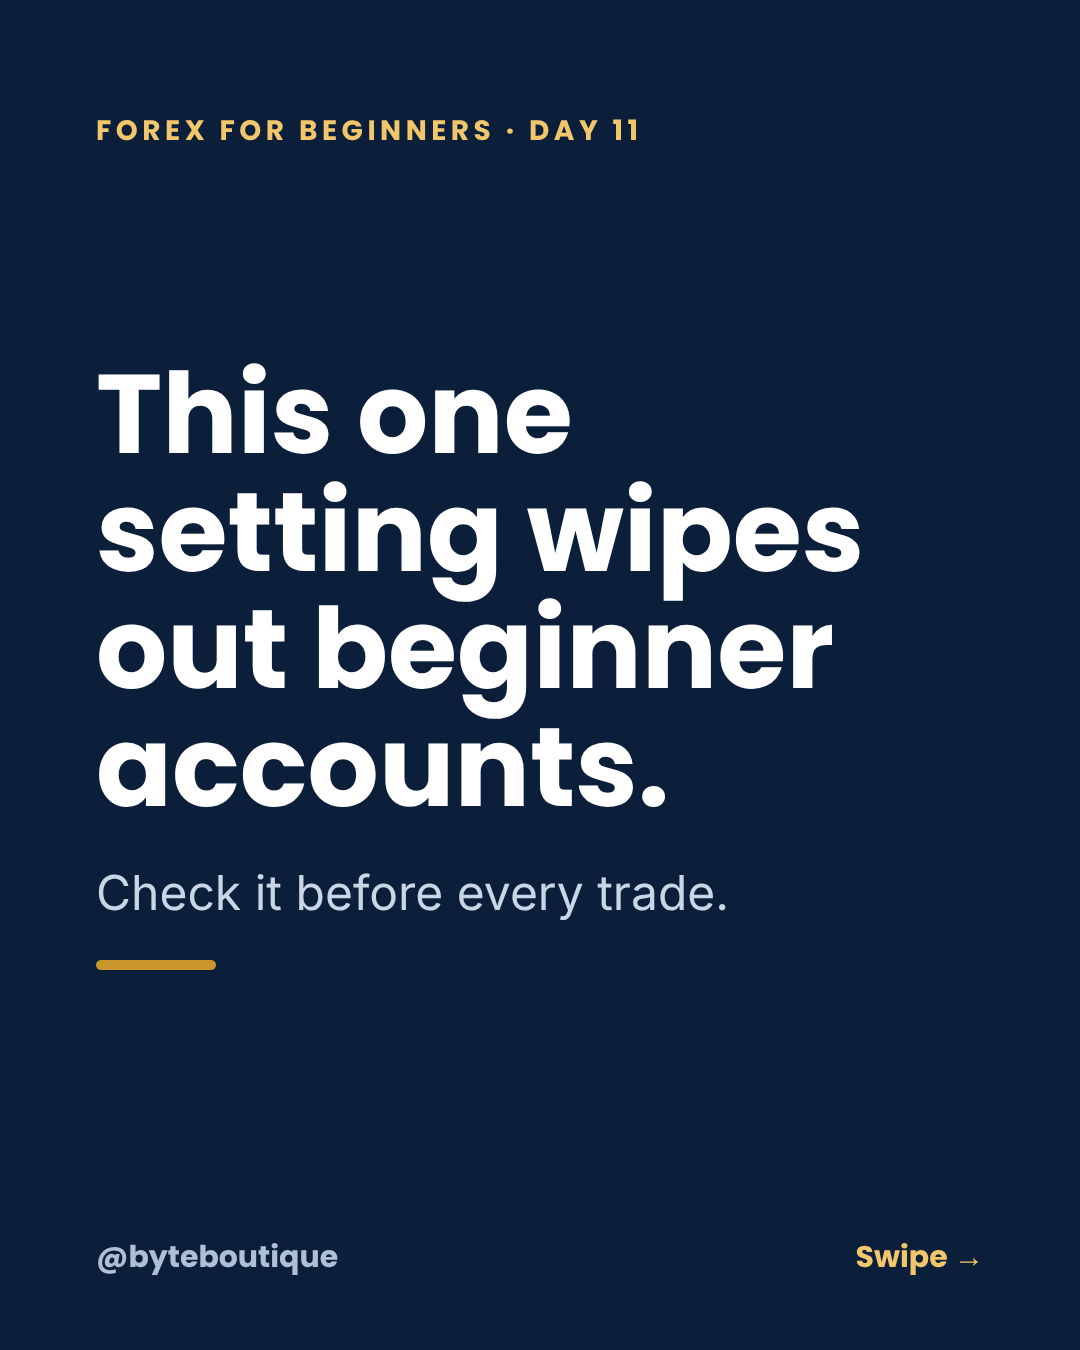 FOREX FOR BEGINNERS · DAY 11
This one
setting wipes
out beginner
accounts.
Check it before every trade.
@byteboutique
Swipe →